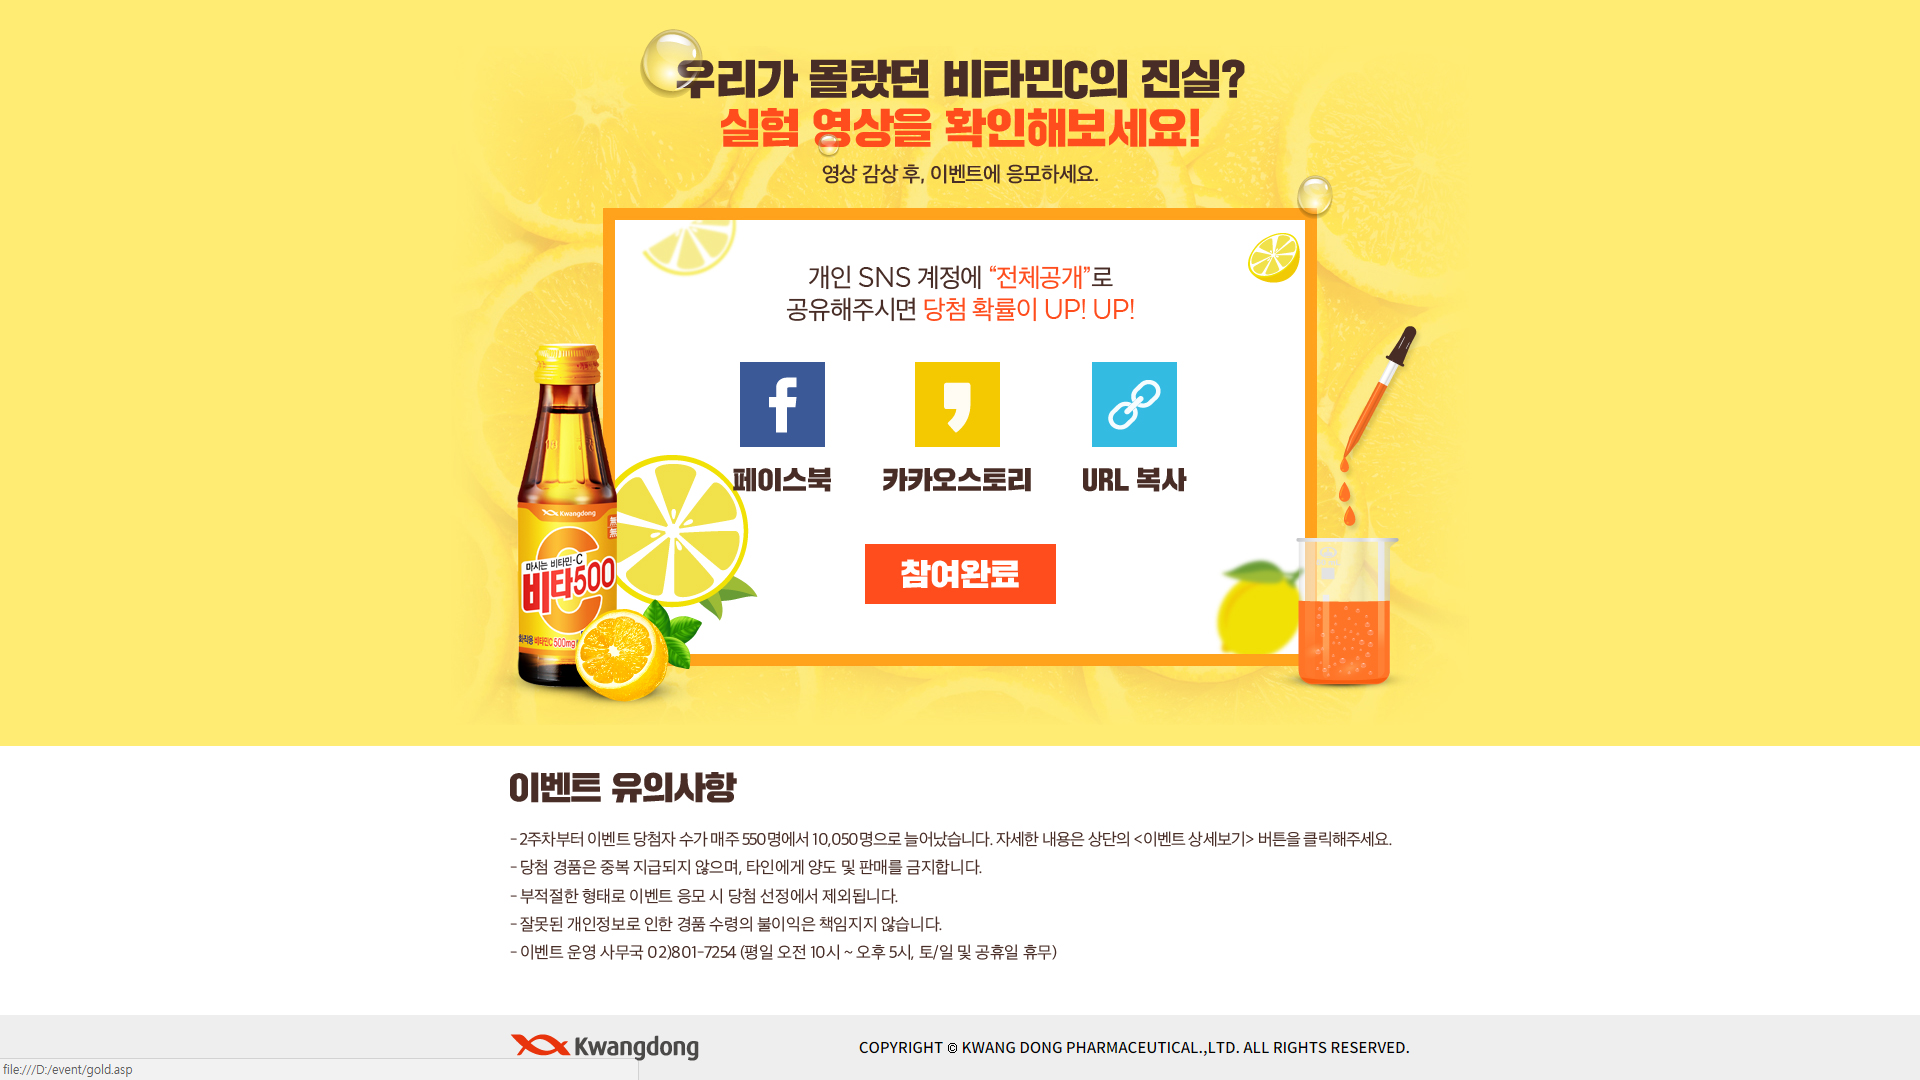 우리가 몰랐던 비타민C의 진실?
실험 영상을 확인해보세요!
영상 감상 후, 이벤트에 응모하세요.
개인 SNS 계정에 “전체공개”로
공유해주시면 당첨 확률이 UP! UP!
페이스북
카카오스토리
URL 복사
Kwangdong
마시는 비타민-C
비타500
비타민C 500mg
참여완료
이벤트 유의사항
- 2주차부터 이벤트 당첨자 수가 매주 550명에서 10,050명으로 늘어났습니다. 자세한 내용은 상단의 <이벤트 상세보기> 버튼을 클릭해주세요.
- 당첨 경품은 중복 지급되지 않으며, 타인에게 양도 및 판매를 금지합니다.
- 부적절한 형태로 이벤트 응모 시 당첨 선정에서 제외됩니다.
- 잘못된 개인정보로 인한 경품 수령의 불이익은 책임지지 않습니다.
- 이벤트 운영 사무국 02)801-7254 (평일 오전 10시 ~ 오후 5시, 토/일 및 공휴일 휴무)
Kwangdong
COPYRIGHT © KWANG DONG PHARMACEUTICAL.,LTD. ALL RIGHTS RESERVED.
file:///D:/event/gold.asp